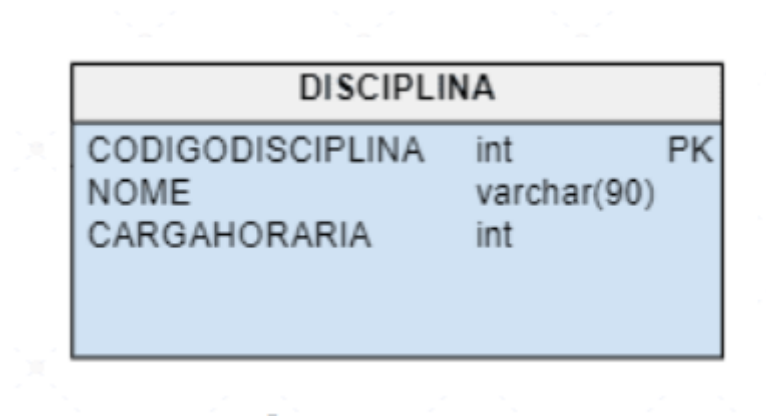 DISCIPLINA
CODIGODISCIPLINA int PK
NOME varchar(90)
CARGAHORARIA int